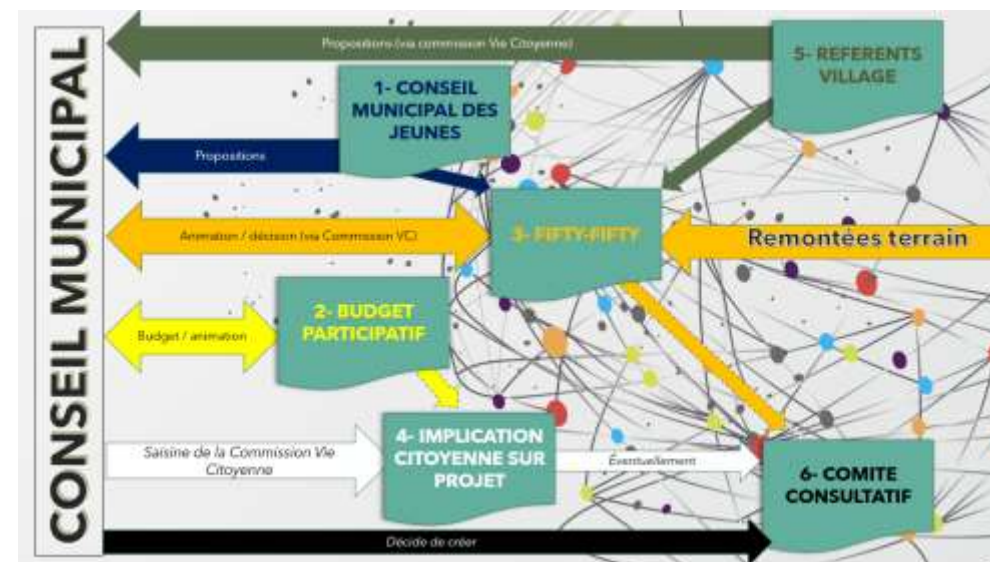 CONSEIL MUNICIPAL
Propositions (via commission Vie Citoyenne)
5- REFERENTS
VILLAGE
1- CONSEIL
MUNICIPAL DES
JEUNES
Propositions
Animation / décision (via Commission VC)
3- FIFTY-FIFTY
Remontées terrain
2- BUDGET
PARTICIPATIF
Budget / animation
Saisine de la Commission Vie
Citoyenne
4- IMPLICATION
CITOYENNE SUR
PROJET
Éventuellement
6- COMITE
CONSULTATIF
Décide de créer